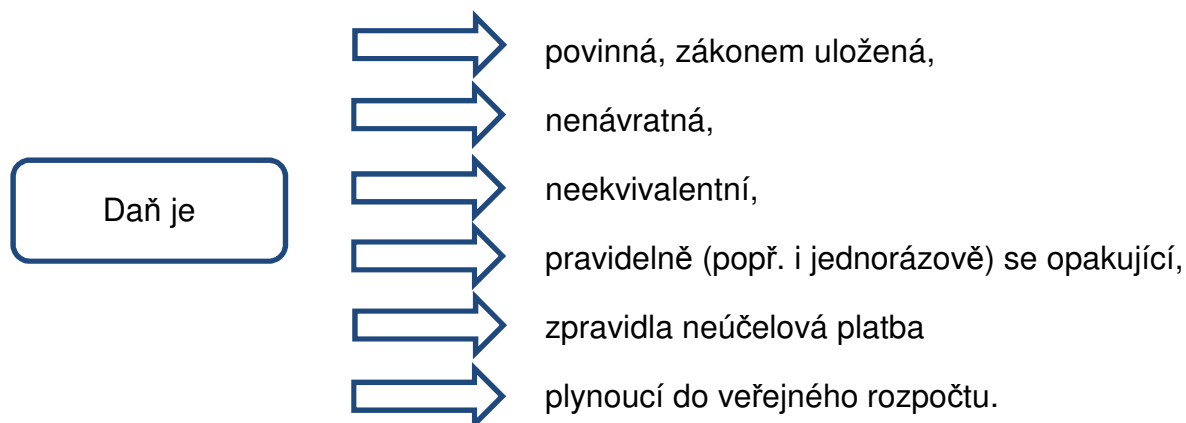 Daň je
povinná, zákonem uložená,
nenávratná,
neekvivalentní,
pravidelně (popř. i jednorázově) se opakující,
zpravidla neúčelová platba
plynoucí do veřejného rozpočtu.